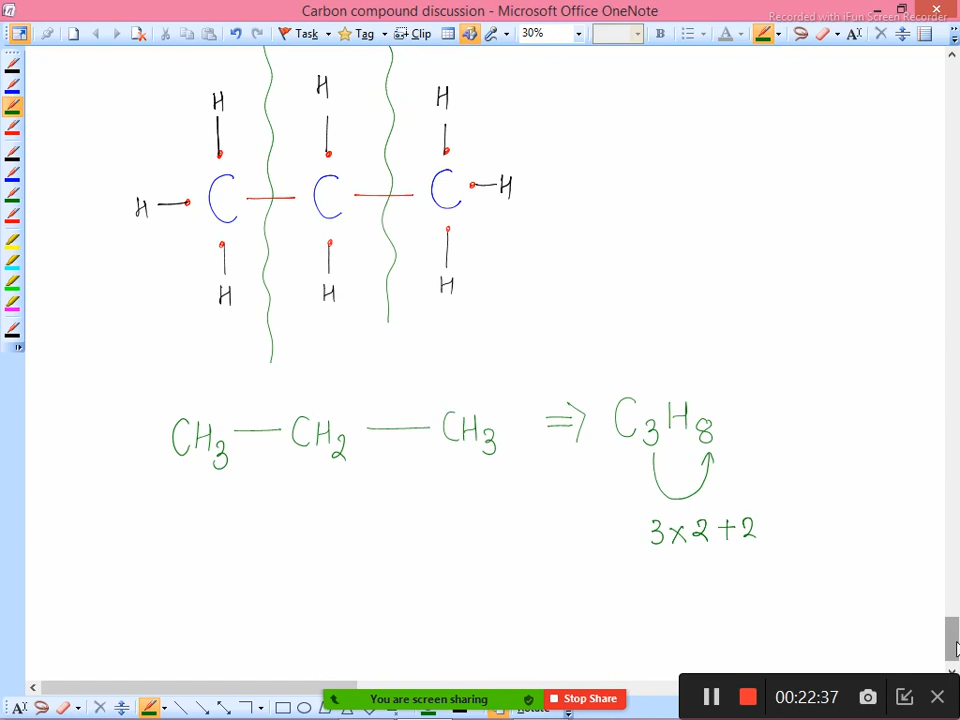 Carbon compound discussion - Microsoft Office OneNote
Recorded with iFun Screen Recorder
Task Tag Clip 30% B A
H H H
H C C C H
H H H
CH3 — CH2 — CH3 ⇒ C3H8
3×2+2
You are screen sharing Stop Share
00:22:37